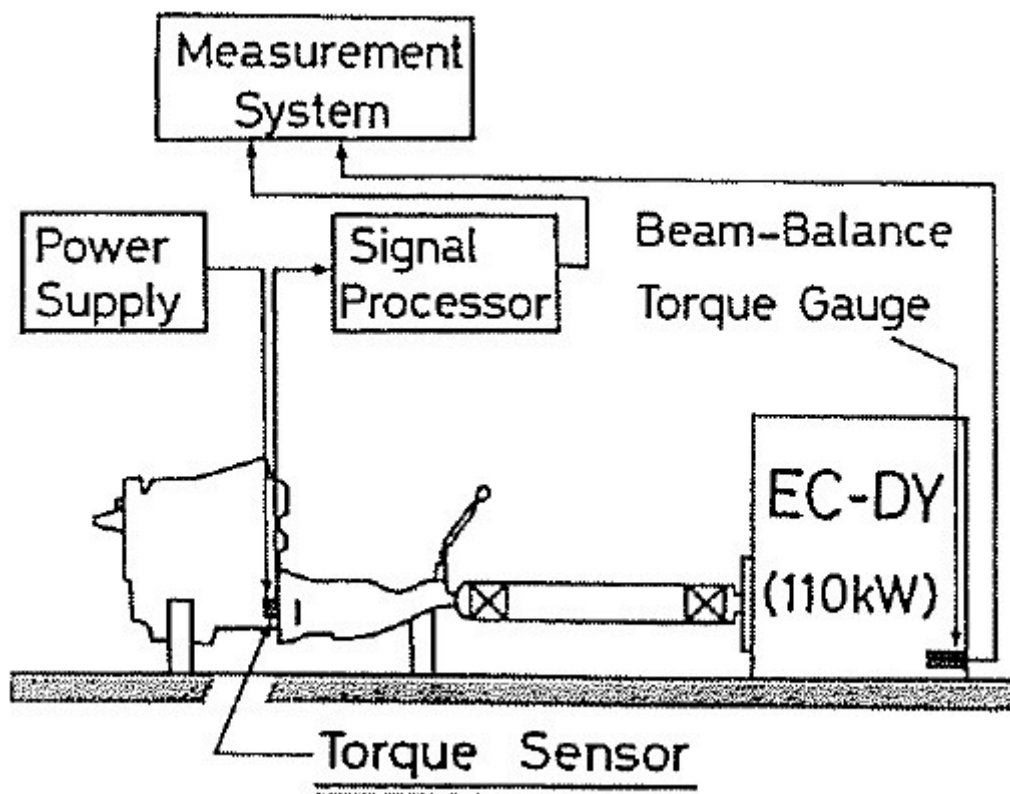 Measurement
System
Power
Supply
Signal
Processor
Beam-Balance
Torque Gauge
EC-DY
(110kW)
Torque Sensor